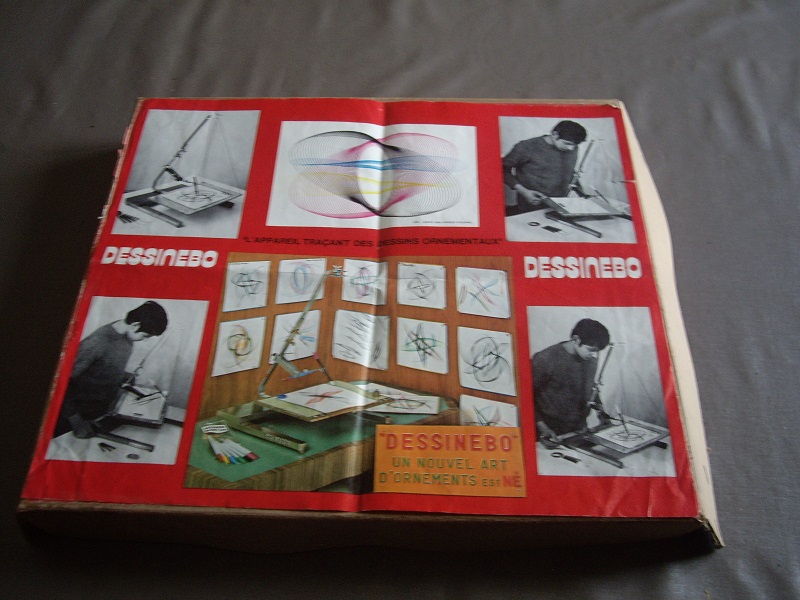 "L'APPAREIL TRAÇANT DES DESSINS ORNEMENTAUX"
DESSINEBO
DESSINEBO
"DESSINEBO"
UN NOUVEL ART
D'ORNEMENTS EST NÉ